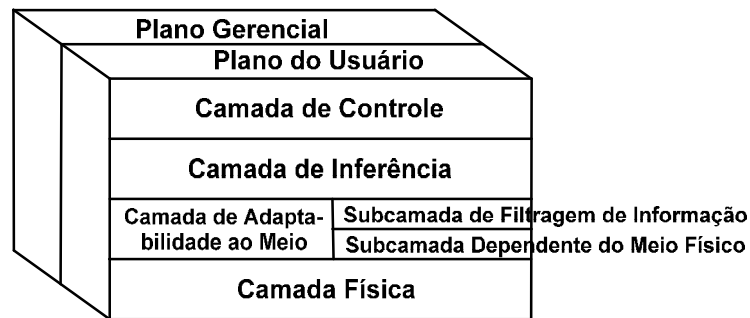 Plano Gerencial
Plano do Usuário
Camada de Controle
Camada de Inferência
Camada de Adapta-
bilidade ao Meio
Subcamada de Filtragem de Informação
Subcamada Dependente do Meio Físico
Camada Física